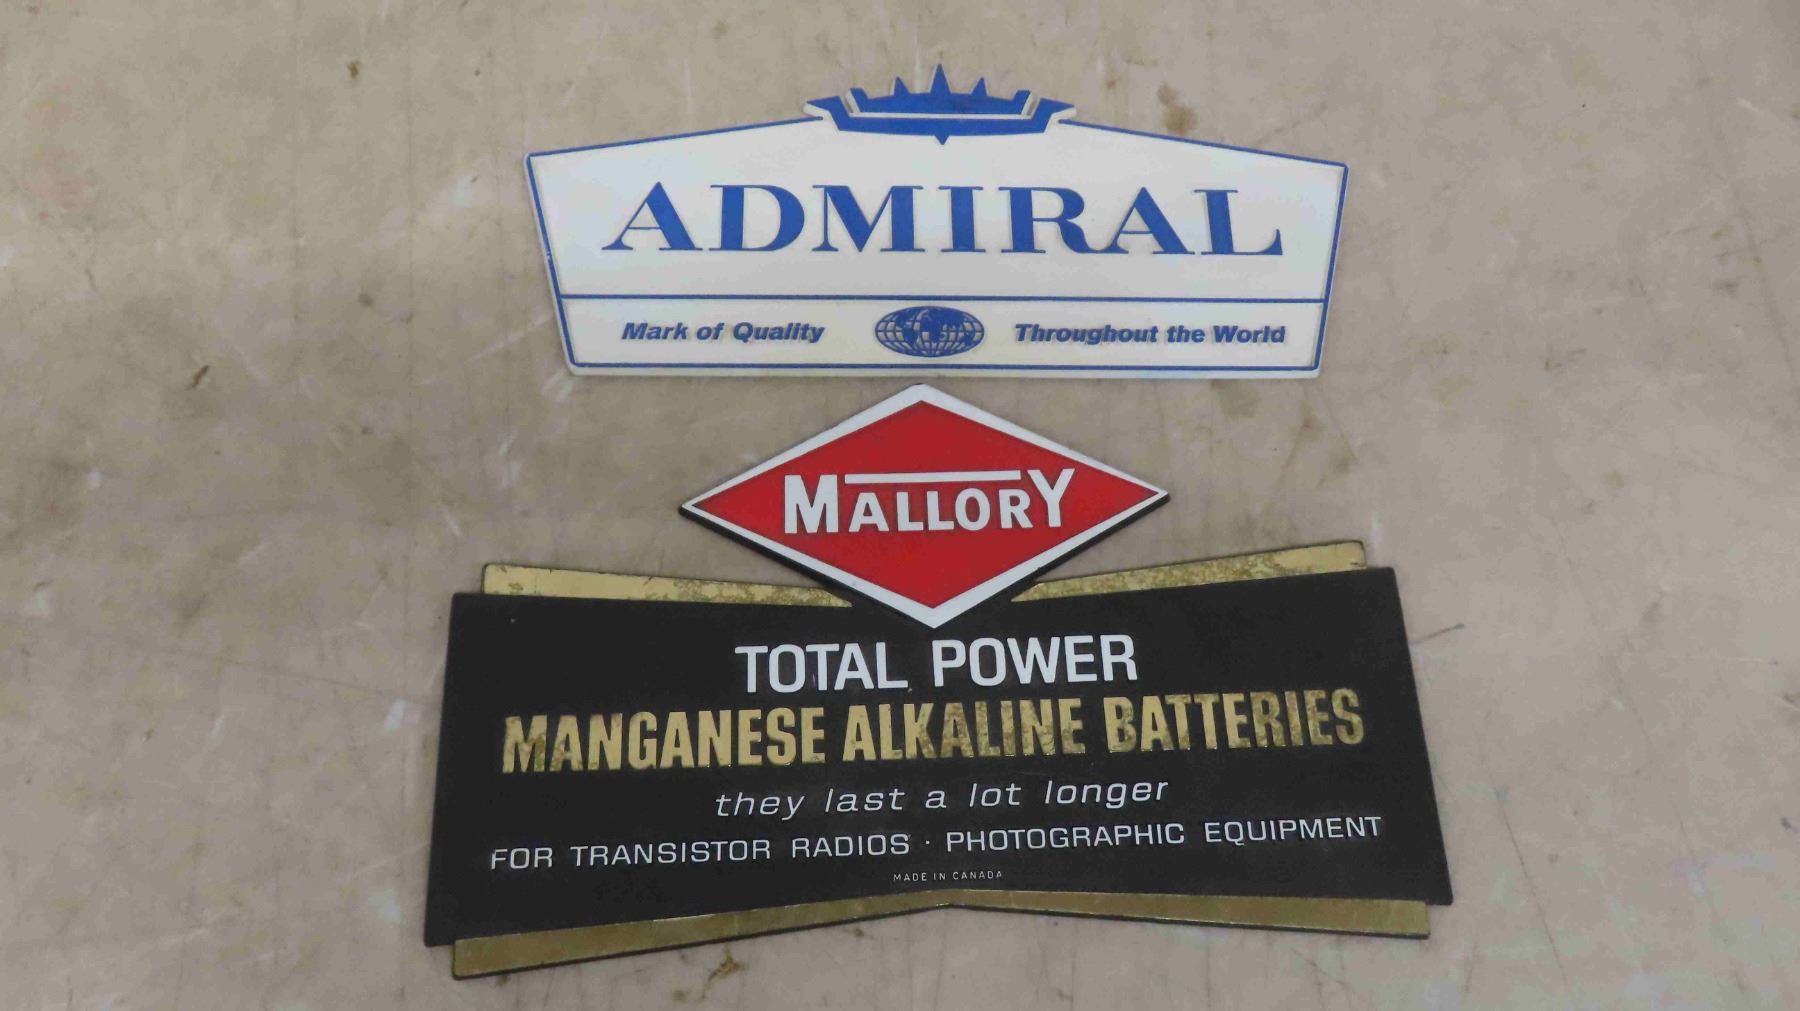 ADMIRAL
Mark of Quality Throughout the World
MALLORY
TOTAL POWER
MANGANESE ALKALINE BATTERIES
they last a lot longer
FOR TRANSISTOR RADIOS · PHOTOGRAPHIC EQUIPMENT
MADE IN CANADA